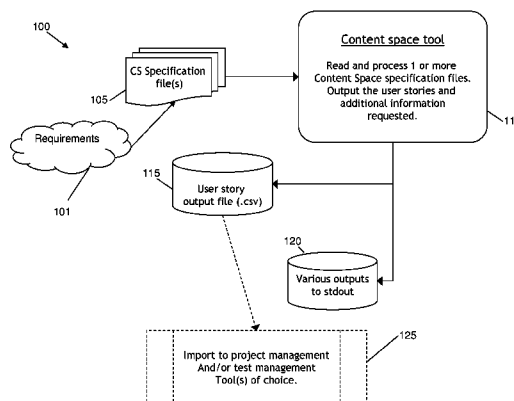 100
CS Specification
file(s)
105
Content space tool
Read and process 1 or more
Content Space specification files.
Output the user stories and
additional information
requested.
11
Requirements
101
115
User story
output file (.csv)
120
Various outputs
to stdout
125
Import to project management
And/or test management
Tool(s) of choice.